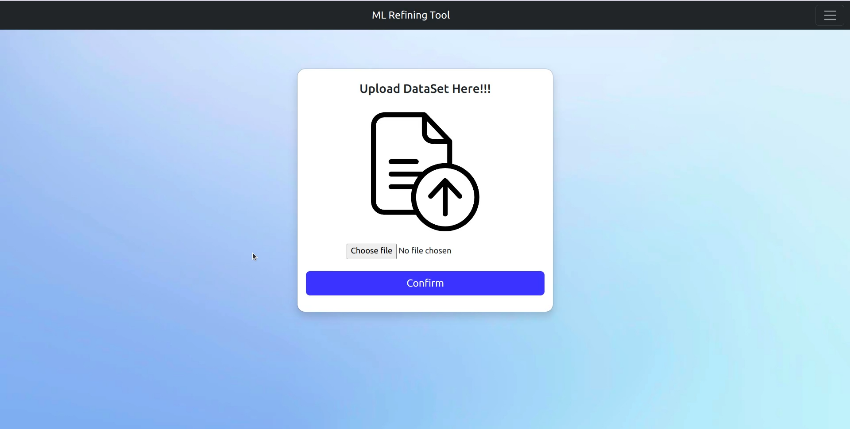 ML Refining Tool
Upload DataSet Here!!!
Choose file No file chosen
Confirm